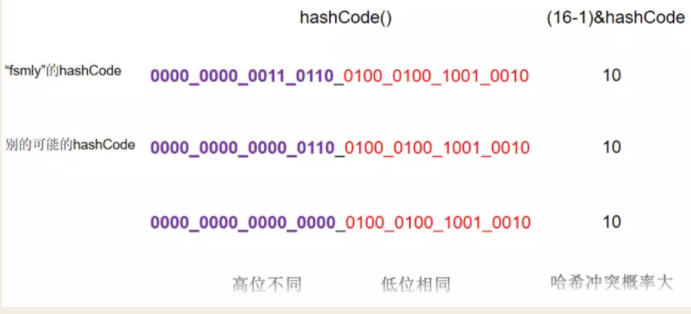 hashCode() (16-1)&hashCode
“fsmly”的hashCode 0000_0000_0011_0110_0100_0100_1001_0010 10
别的可能的hashCode 0000_0000_0000_0110_0100_0100_1001_0010 10
0000_0000_0000_0000_0100_0100_1001_0010 10
高位不同 低位相同 哈希冲突概率大